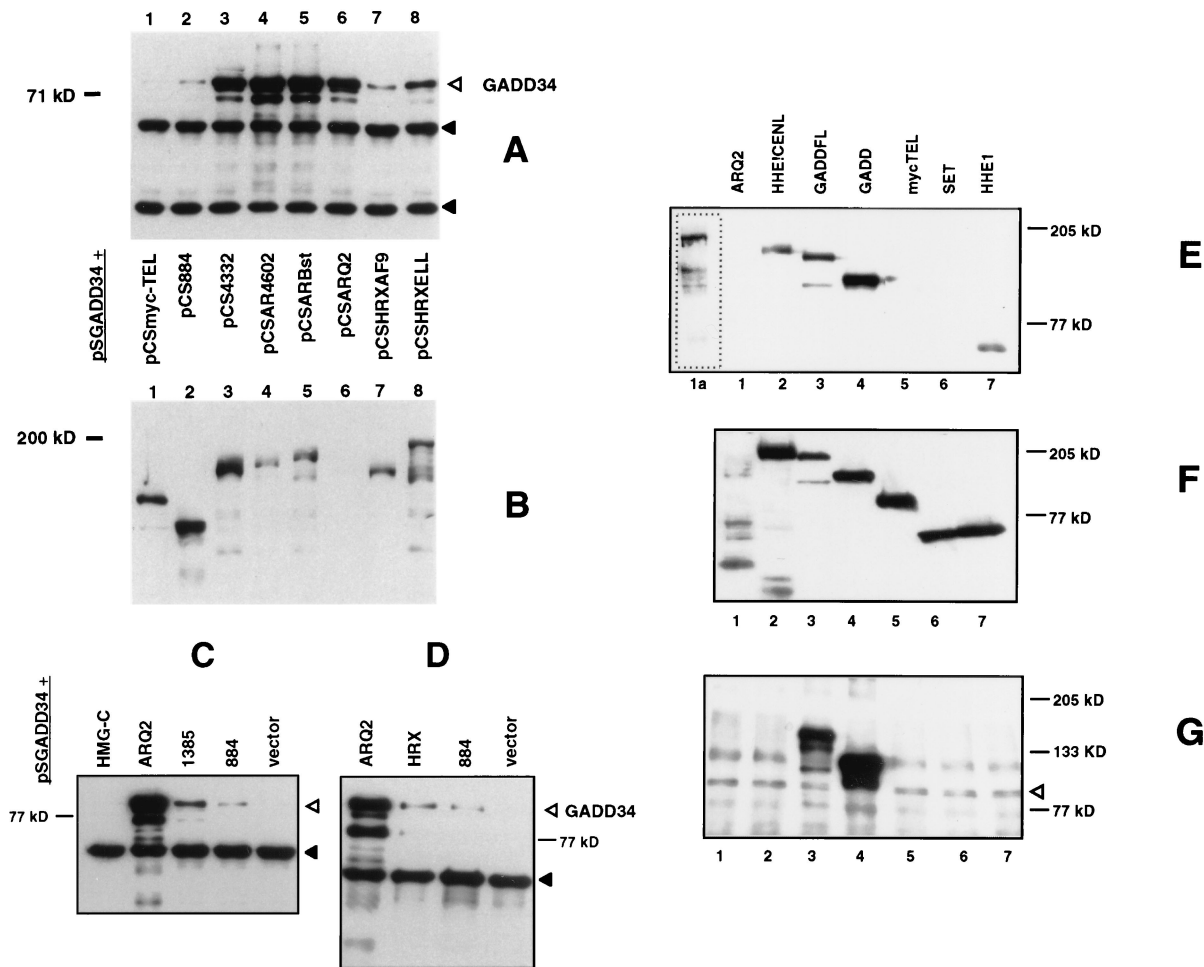 1 2 3 4 5 6 7 8
71 kD
GADD34
A
pSGADD34 +
pCSmyc-TEL
pCS884
pCS4332
pCSAR4602
pCSARBst
pCSARQ2
pCSHRXAF9
pCSHRXELL
1 2 3 4 5 6 7 8
200 kD
B
C
pSGADD34 +
HMG-C
ARQ2
1385
884
vector
77 kD
D
ARQ2
HRX
884
vector
GADD34
77 kD
ARQ2
HHE!CENL
GADDFL
GADD
mycTEL
SET
HHE1
205 kD
E
77 kD
1a 1 2 3 4 5 6 7
205 kD
F
77 kD
1 2 3 4 5 6 7
205 kD
G
133 KD
77 kD
1 2 3 4 5 6 7